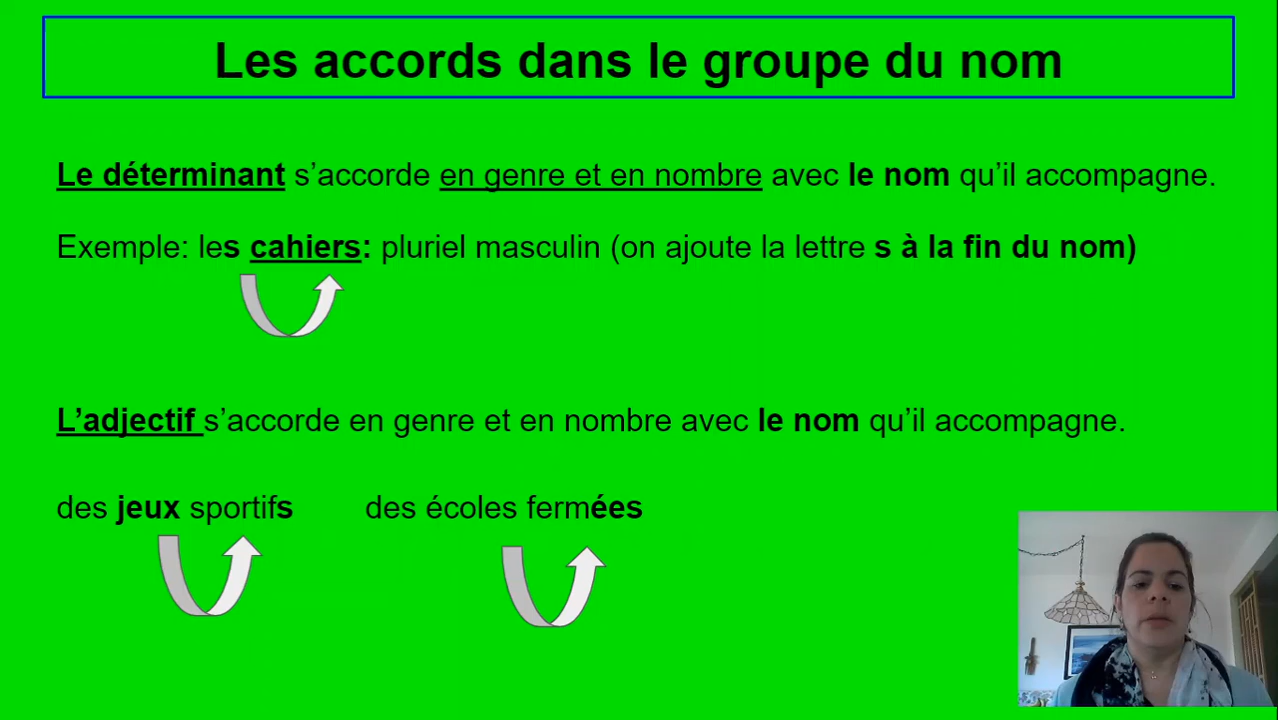 Les accords dans le groupe du nom
Le déterminant s’accorde en genre et en nombre avec le nom qu’il accompagne.
Exemple: les cahiers: pluriel masculin (on ajoute la lettre s à la fin du nom)
L’adjectif s’accorde en genre et en nombre avec le nom qu’il accompagne.
des jeux sportifs des écoles fermées